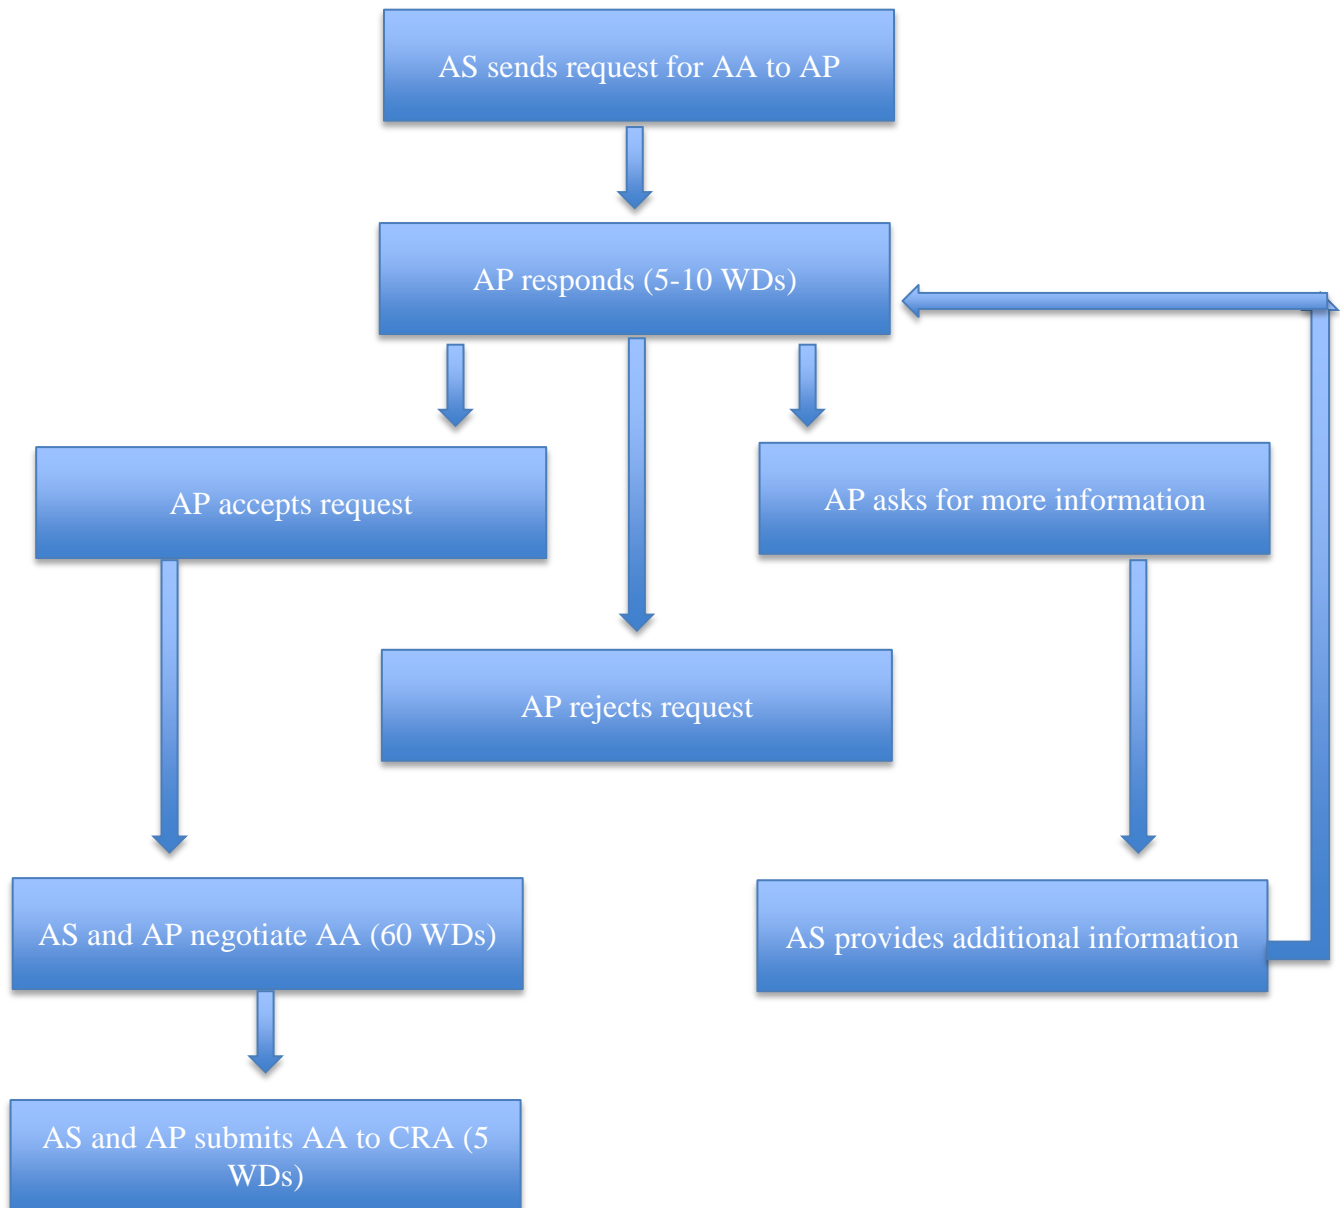 AS sends request for AA to AP
AP responds (5-10 WDs)
AP accepts request
AP asks for more information
AP rejects request
AS and AP negotiate AA (60 WDs)
AS provides additional information
AS and AP submits AA to CRA (5
WDs)